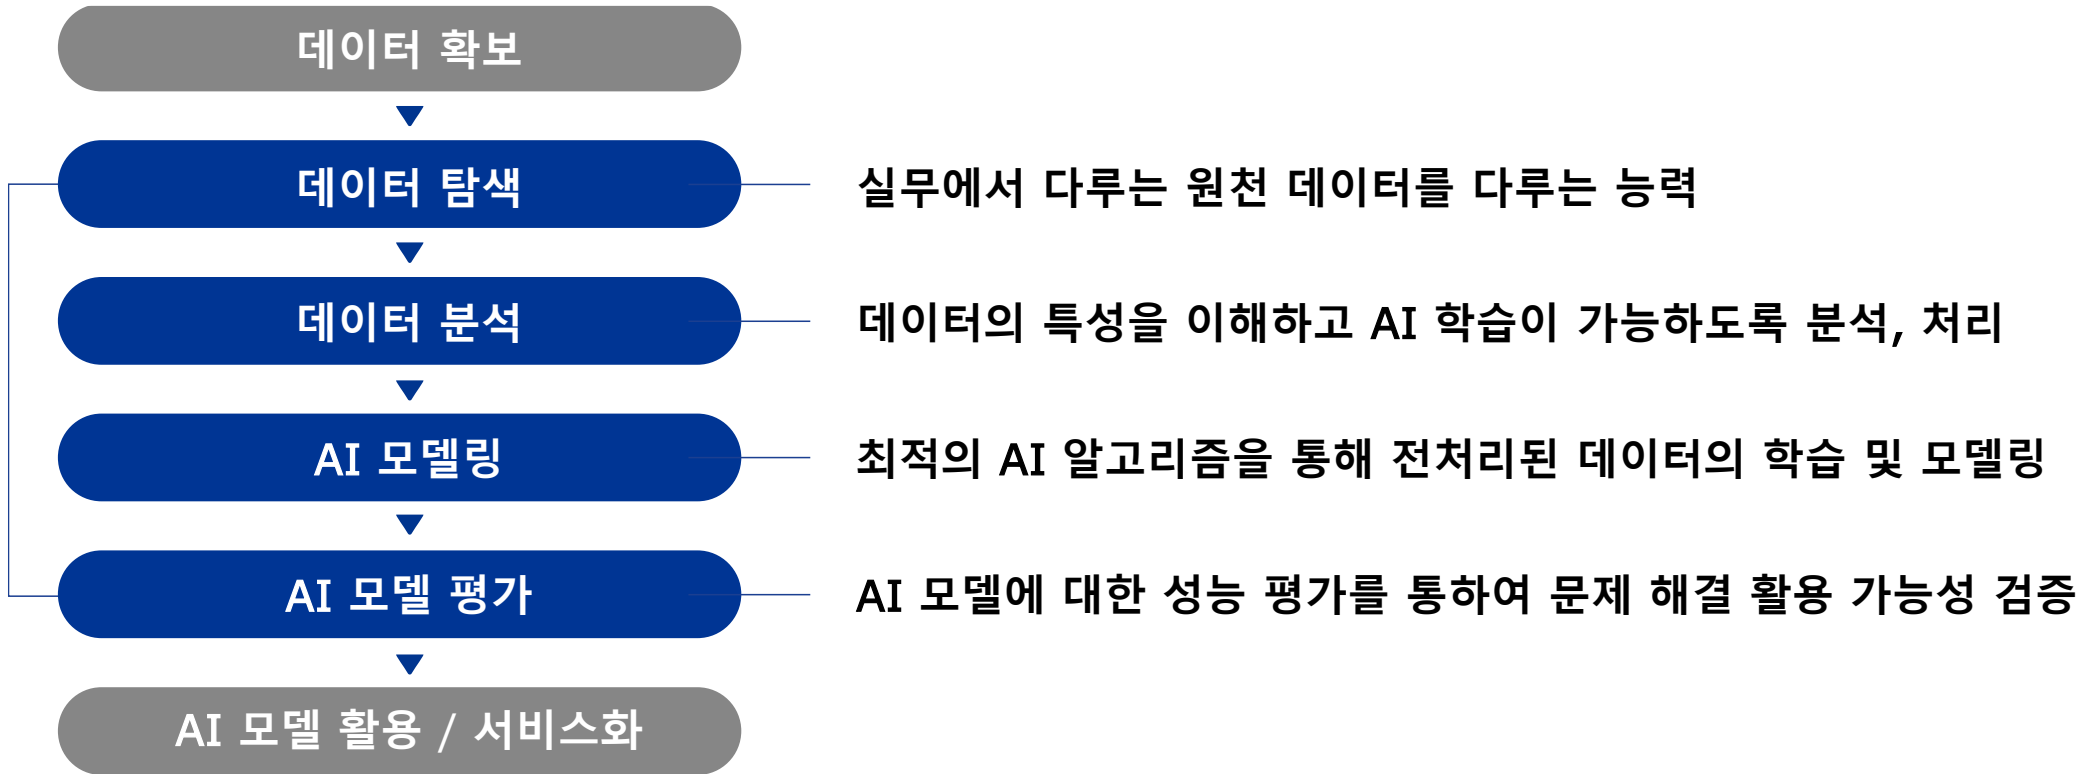 데이터 확보
데이터 탐색
실무에서 다루는 원천 데이터를 다루는 능력
데이터 분석
데이터의 특성을 이해하고 AI 학습이 가능하도록 분석, 처리
AI 모델링
최적의 AI 알고리즘을 통해 전처리된 데이터의 학습 및 모델링
AI 모델 평가
AI 모델에 대한 성능 평가를 통하여 문제 해결 활용 가능성 검증
AI 모델 활용 / 서비스화